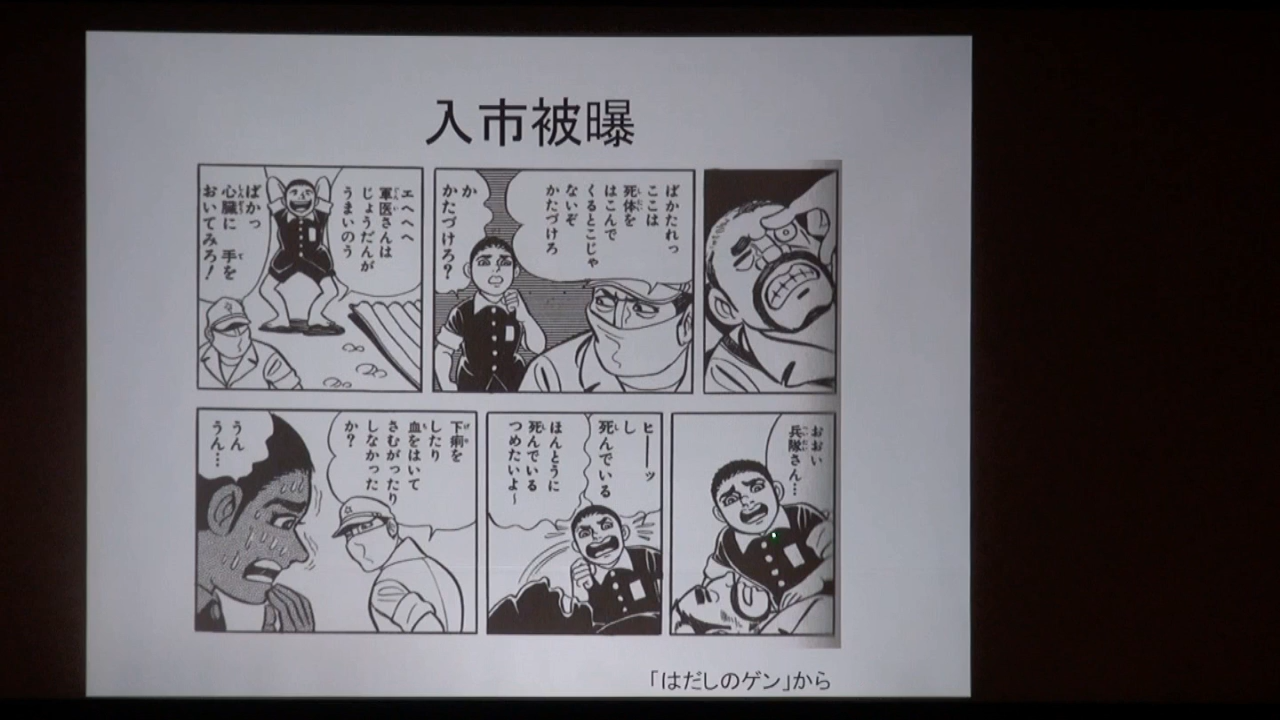 入市被曝
ばかたれっ
ここは
死体を
はこんで
くるとこじゃ
ないぞ
かたづけろ
か
かたづけろ?
エヘヘヘ
軍医さんは
じょうだんが
うまいのう
ばかっ
心臓に 手を
おいてみろ!
おおい
兵隊さん…
ヒーーッ
し
死んでいる
ほんとうに
死んでいる
つめたいよ～
下痢を
したり
血をはいて
さむがったり
しなかった
か?
うん
うん…
「はだしのゲン」から